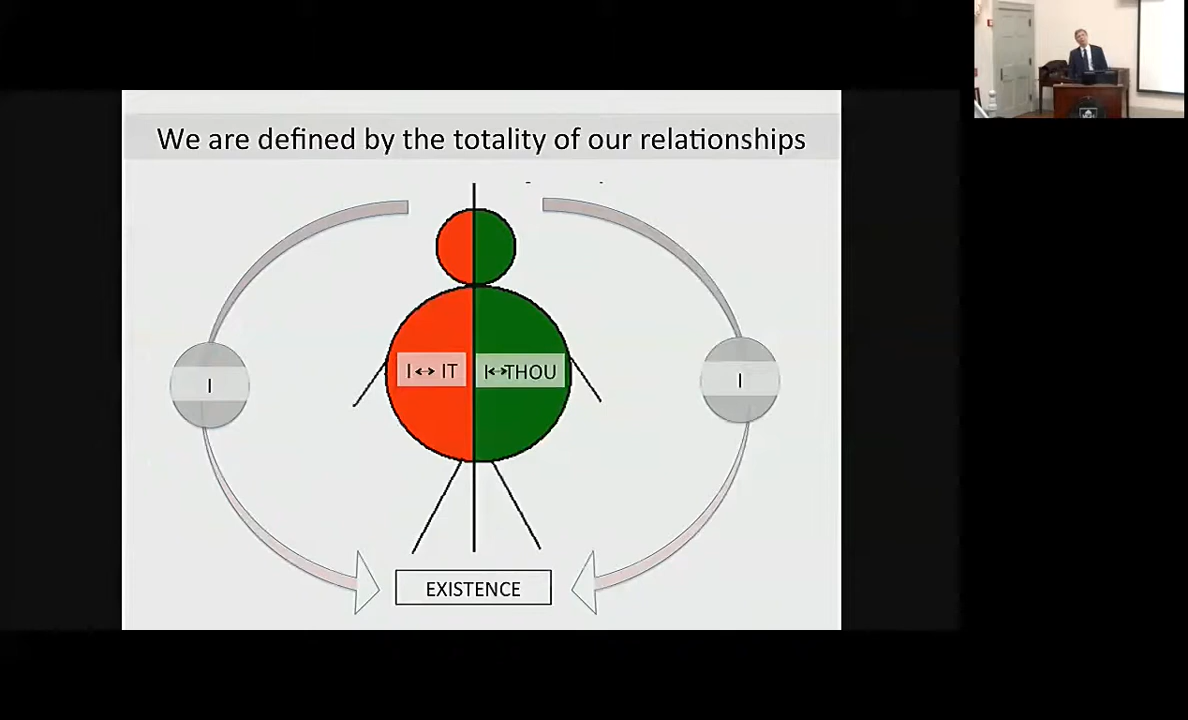 We are defined by the totality of our relationships
I↔ IT
I↔THOU
I
I
EXISTENCE